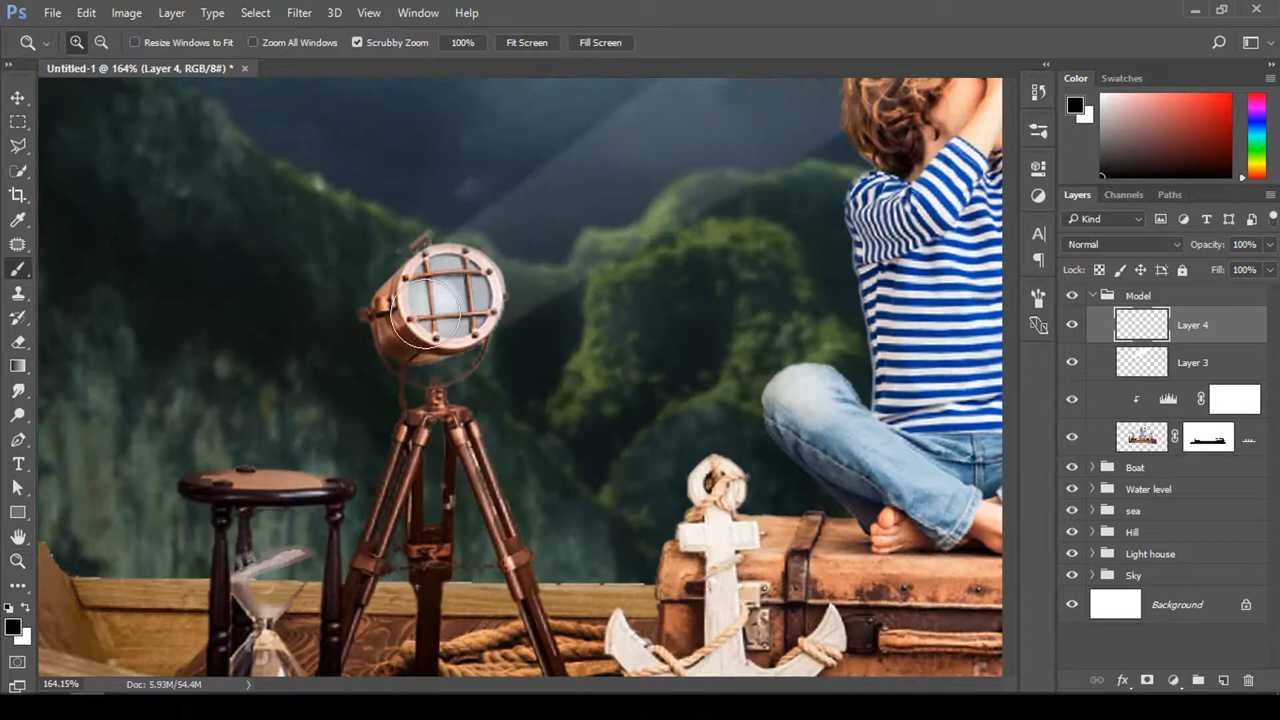 Ps File Edit Image Layer Type Select Filter 3D View Window Help
Resize Windows to Fit Zoom All Windows Scrubby Zoom 100% Fit Screen Fill Screen
Untitled-1 @ 164% (Layer 4, RGB/8#) * ×
Color Swatches
Layers Channels Paths
Kind
Normal Opacity: 100%
Lock: Fill: 100%
Model
Layer 4
Layer 3
Boat
Water level
sea
Hill
Light house
Sky
Background
164.15% Doc: 5.93M/54.4M